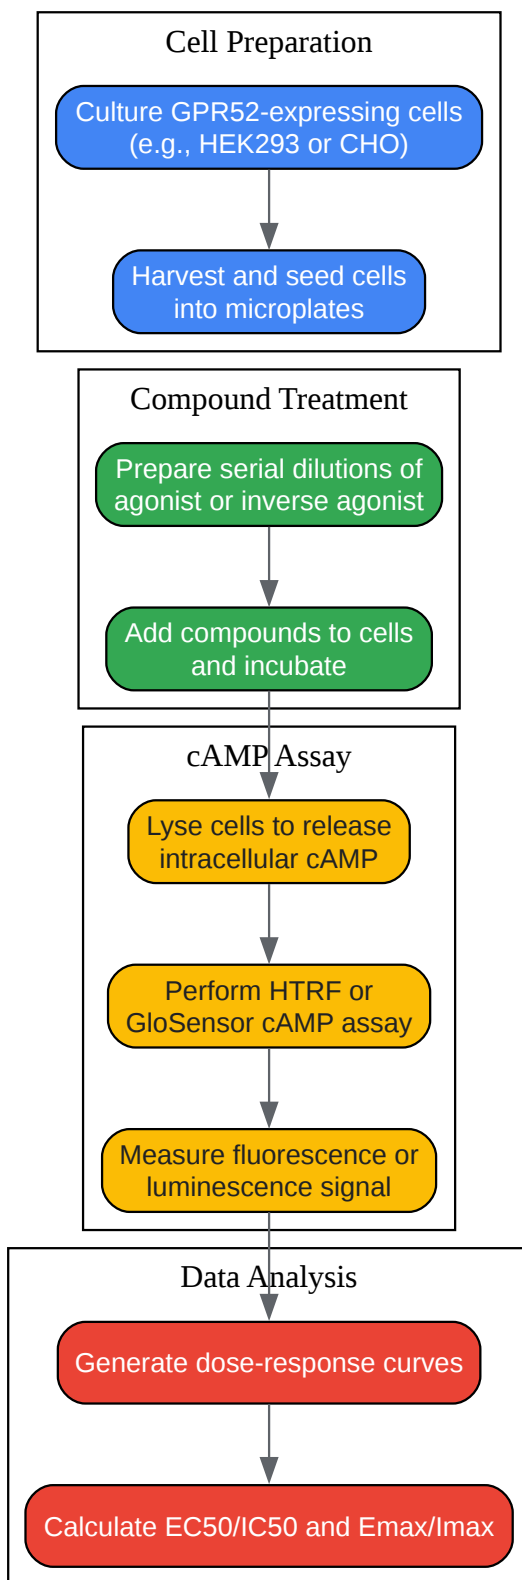 Cell Preparation
Culture GPR52-expressing cells
(e.g., HEK293 or CHO)
Harvest and seed cells
into microplates
Compound Treatment
Prepare serial dilutions of
agonist or inverse agonist
Add compounds to cells
and incubate
cAMP Assay
Lyse cells to release
intracellular cAMP
Perform HTRF or
GloSensor cAMP assay
Measure fluorescence or
luminescence signal
Data Analysis
Generate dose-response curves
Calculate EC50/IC50 and Emax/Imax